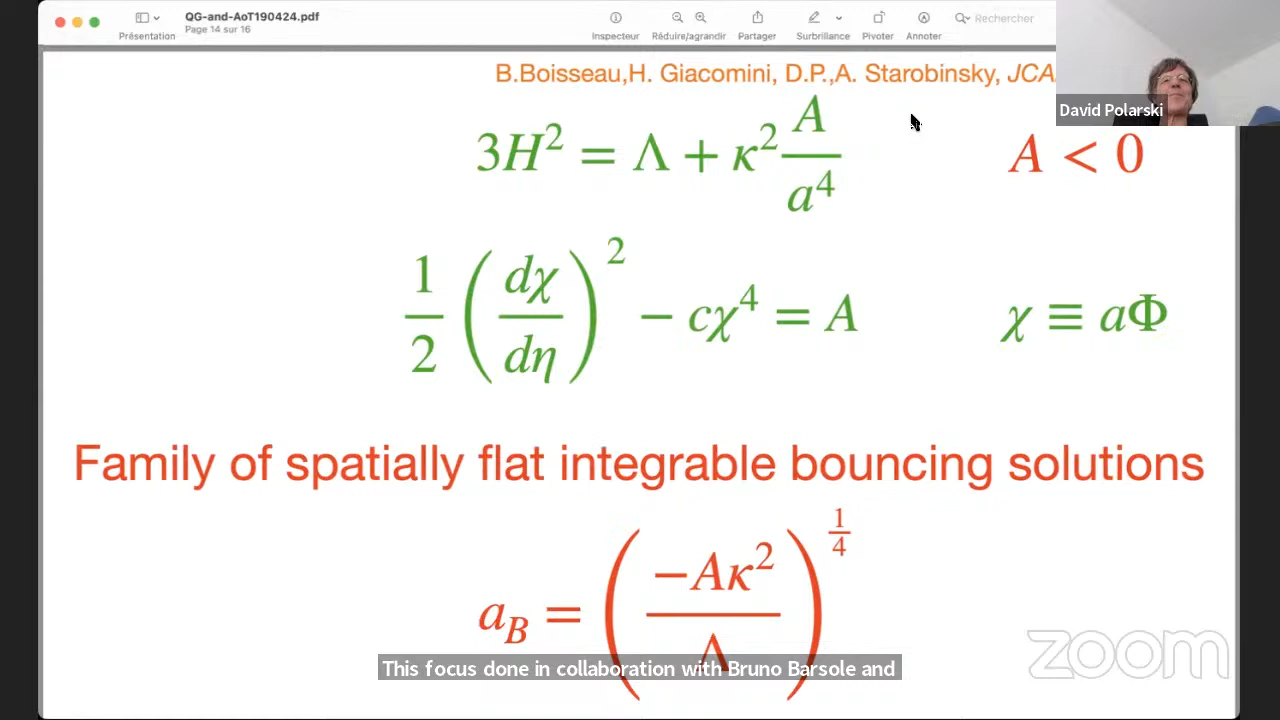 QG-and-AoT190424.pdf
Page 14 sur 16
Présentation
Inspecteur
Réduire/agrandir
Partager
Surbrillance
Pivoter
Annoter
Rechercher
B.Boisseau,H. Giacomini, D.P.,A. Starobinsky, JCA
David Polarski
3H² = Λ + κ² A/a⁴
A < 0
1/2 (dχ/dη)² − cχ⁴ = A
χ ≡ aΦ
Family of spatially flat integrable bouncing solutions
a_B = (−Aκ²/Λ)^(1/4)
This focus done in collaboration with Bruno Barsole and
zoom